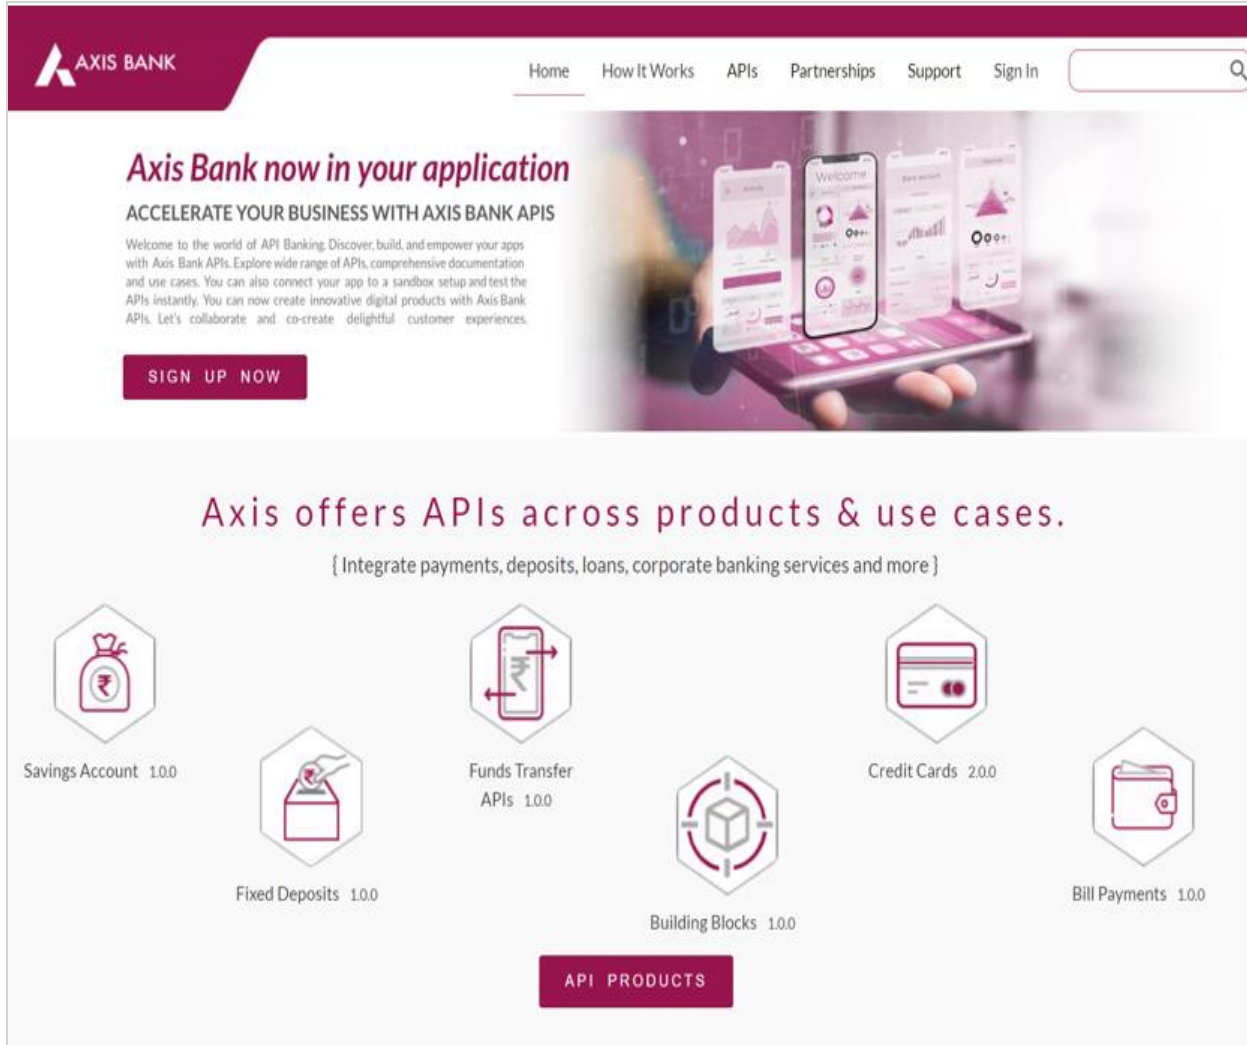 AXIS BANK
Home How It Works APIs Partnerships Support Sign In
Axis Bank now in your application
ACCELERATE YOUR BUSINESS WITH AXIS BANK APIS
Welcome to the world of API Banking. Discover, build, and empower your apps
with Axis Bank APIs. Explore wide range of APIs, comprehensive documentation
and use cases. You can also connect your app to a sandbox setup and test the
APIs instantly. You can now create innovative digital products with Axis Bank
APIs. Let's collaborate and co-create delightful customer experiences.
SIGN UP NOW
Welcome
Axis offers APIs across products & use cases.
{ Integrate payments, deposits, loans, corporate banking services and more }
Savings Account 1.0.0
Fixed Deposits 1.0.0
Funds Transfer
APIs 1.0.0
Building Blocks 1.0.0
Credit Cards 2.0.0
Bill Payments 1.0.0
API PRODUCTS